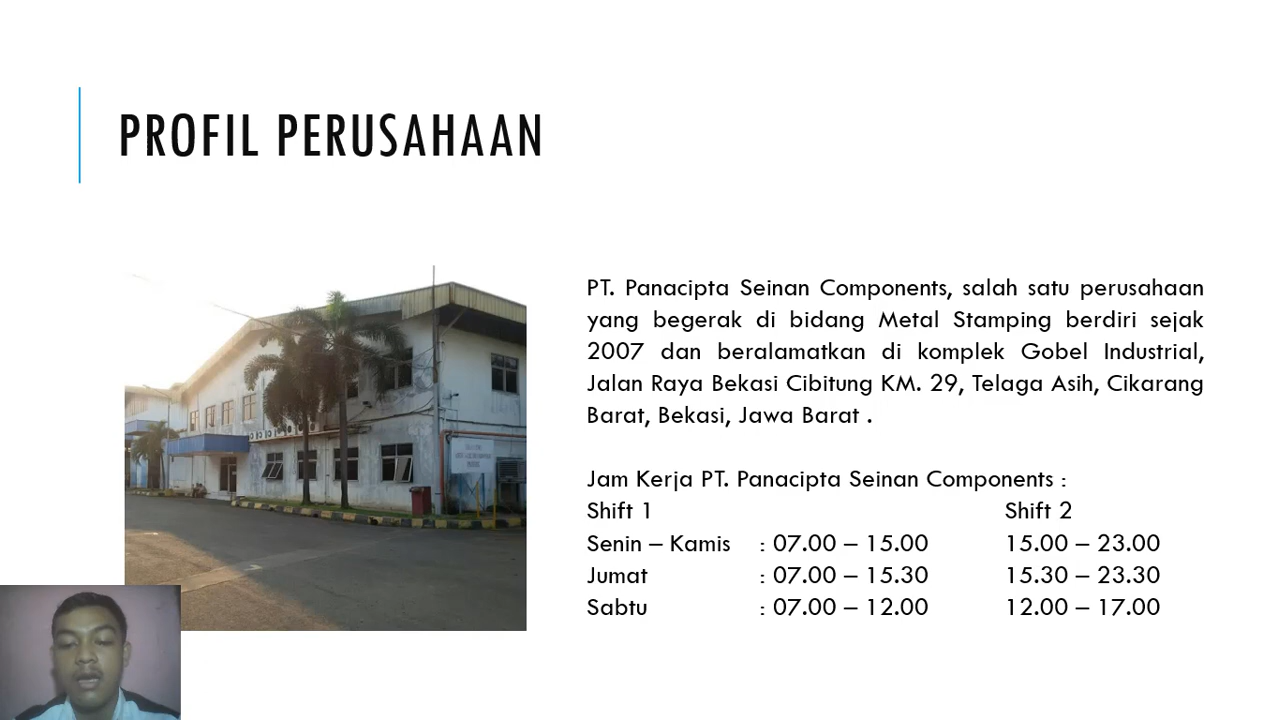 PROFIL PERUSAHAAN
PT. Panacipta Seinan Components, salah satu perusahaan
yang begerak di bidang Metal Stamping berdiri sejak
2007 dan beralamatkan di komplek Gobel Industrial,
Jalan Raya Bekasi Cibitung KM. 29, Telaga Asih, Cikarang
Barat, Bekasi, Jawa Barat .
Jam Kerja PT. Panacipta Seinan Components :
Shift 1 Shift 2
Senin – Kamis : 07.00 – 15.00 15.00 – 23.00
Jumat : 07.00 – 15.30 15.30 – 23.30
Sabtu : 07.00 – 12.00 12.00 – 17.00